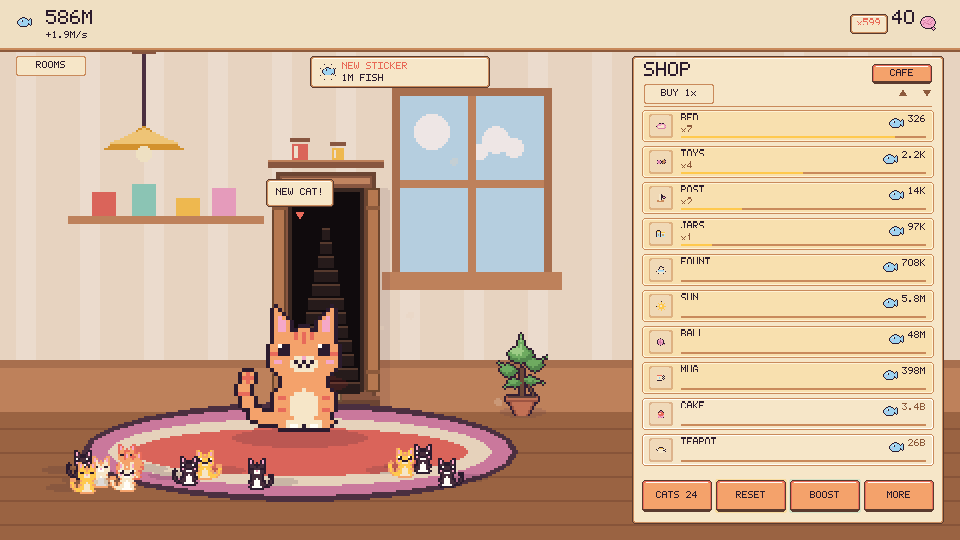 586M
+1.9M/s
x599
40
ROOMS
NEW STICKER
1M FISH
NEW CAT!
SHOP
CAFE
BUY 1x
BED 326
x7
TOYS 2.2K
x4
POST 14K
x2
JARS 97K
x1
FOUNT 708K
SUN 5.8M
BALL 48M
MUG 398M
CAKE 3.4B
TEAPOT 26B
CATS 24
RESET
BOOST
MORE